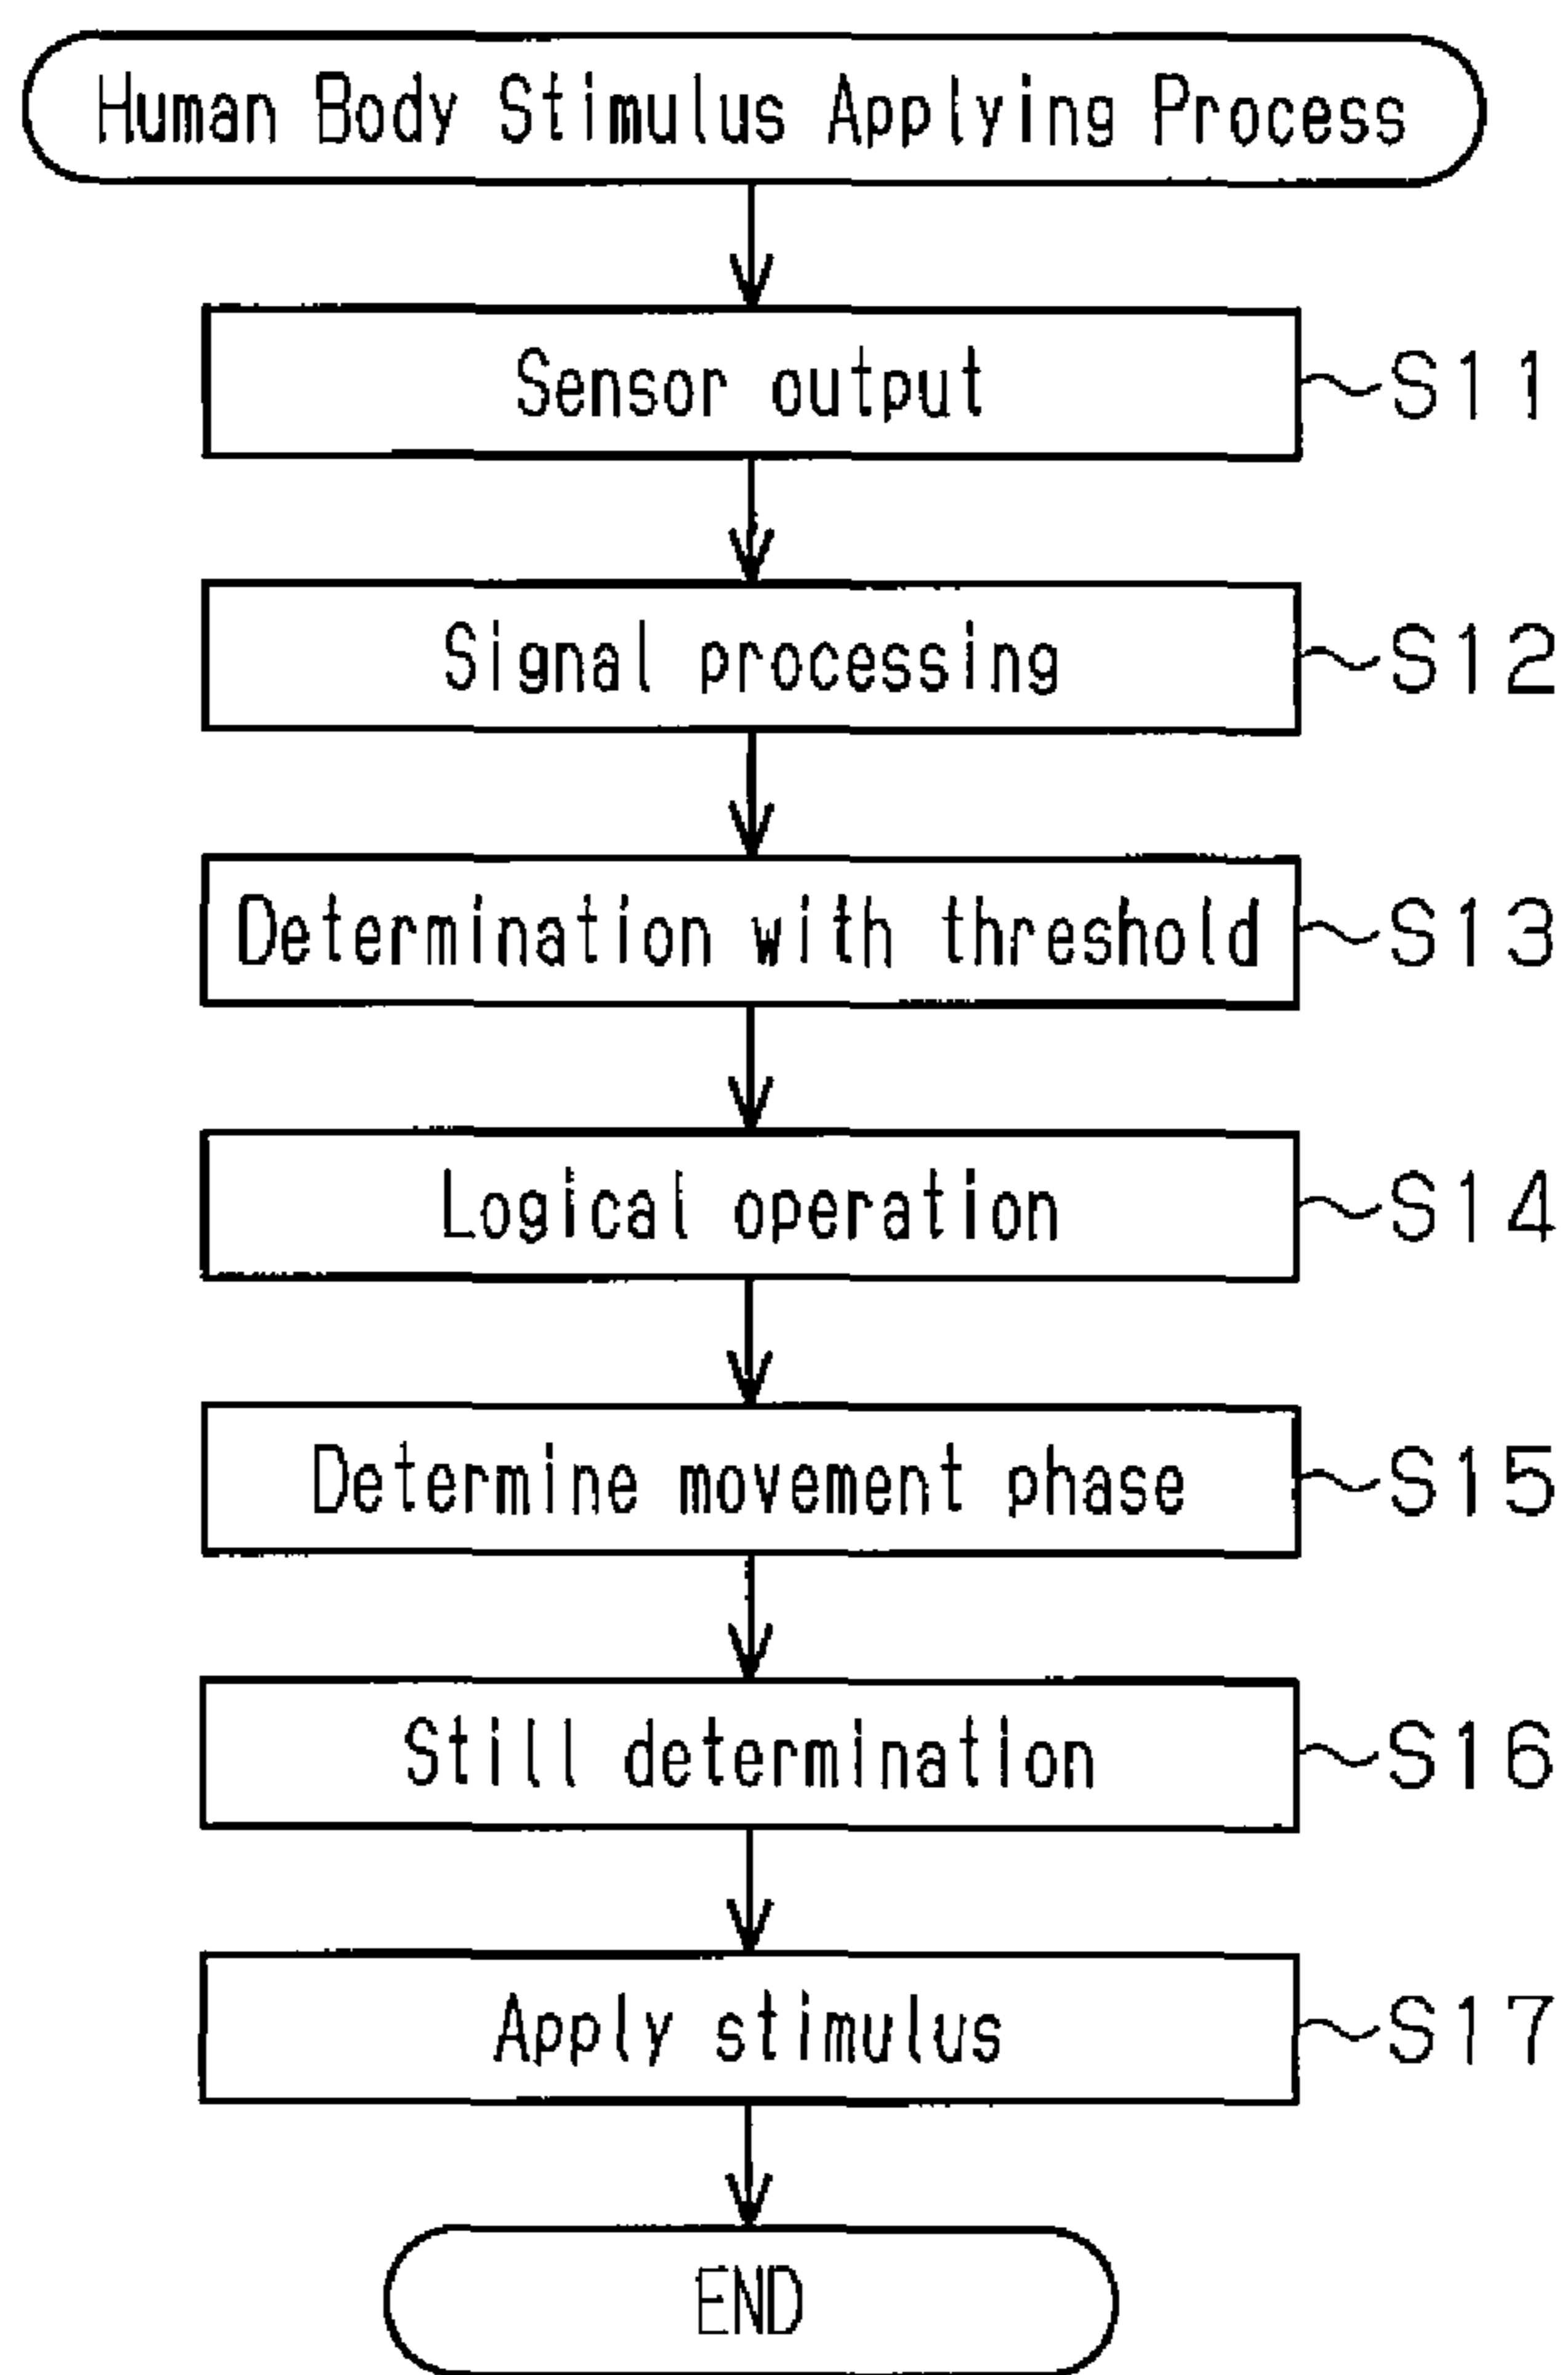 Human Body Stimulus Applying Process
Sensor output S11
Signal processing S12
Determination with threshold S13
Logical operation S14
Determine movement phase S15
Still determination S16
Apply stimulus S17
END